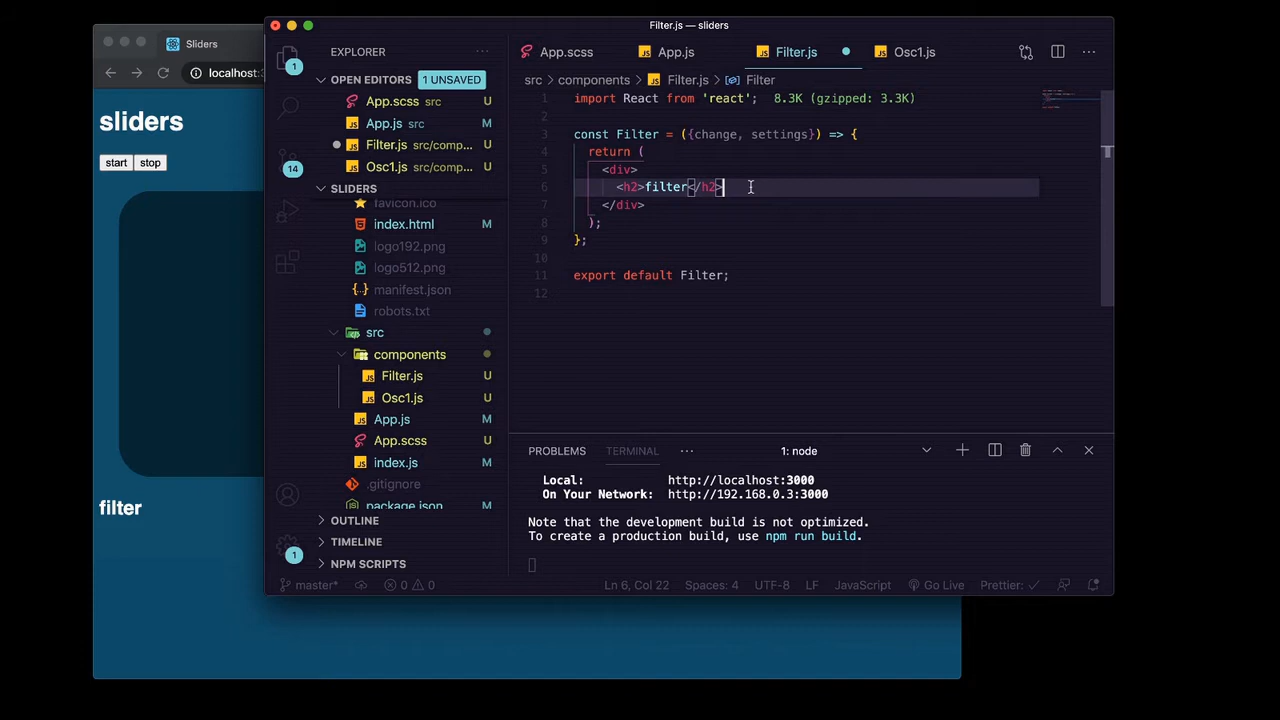 Filter.js — sliders
Sliders
localhost:3
sliders
start stop
filter
EXPLORER
OPEN EDITORS 1 UNSAVED
App.scss src U
App.js src M
Filter.js src/comp... U
Osc1.js src/comp... U
SLIDERS
favicon.ico
index.html M
logo192.png
logo512.png
manifest.json
robots.txt
src
components
Filter.js U
Osc1.js U
App.js M
App.scss U
index.js M
.gitignore
package.json M
OUTLINE
TIMELINE
NPM SCRIPTS
1
14
1
App.scss App.js Filter.js Osc1.js
src > components > Filter.js > Filter
1 import React from 'react'; 8.3K (gzipped: 3.3K)
2
3 const Filter = ({change, settings}) => {
4 return (
5 <div>
6 <h2>filter</h2>
7 </div>
8 );
9 };
10
11 export default Filter;
12
PROBLEMS TERMINAL ... 1: node
Local: http://localhost:3000
On Your Network: http://192.168.0.3:3000
Note that the development build is not optimized.
To create a production build, use npm run build.
master* 0 0 Ln 6, Col 22 Spaces: 4 UTF-8 LF JavaScript Go Live Prettier: ✓